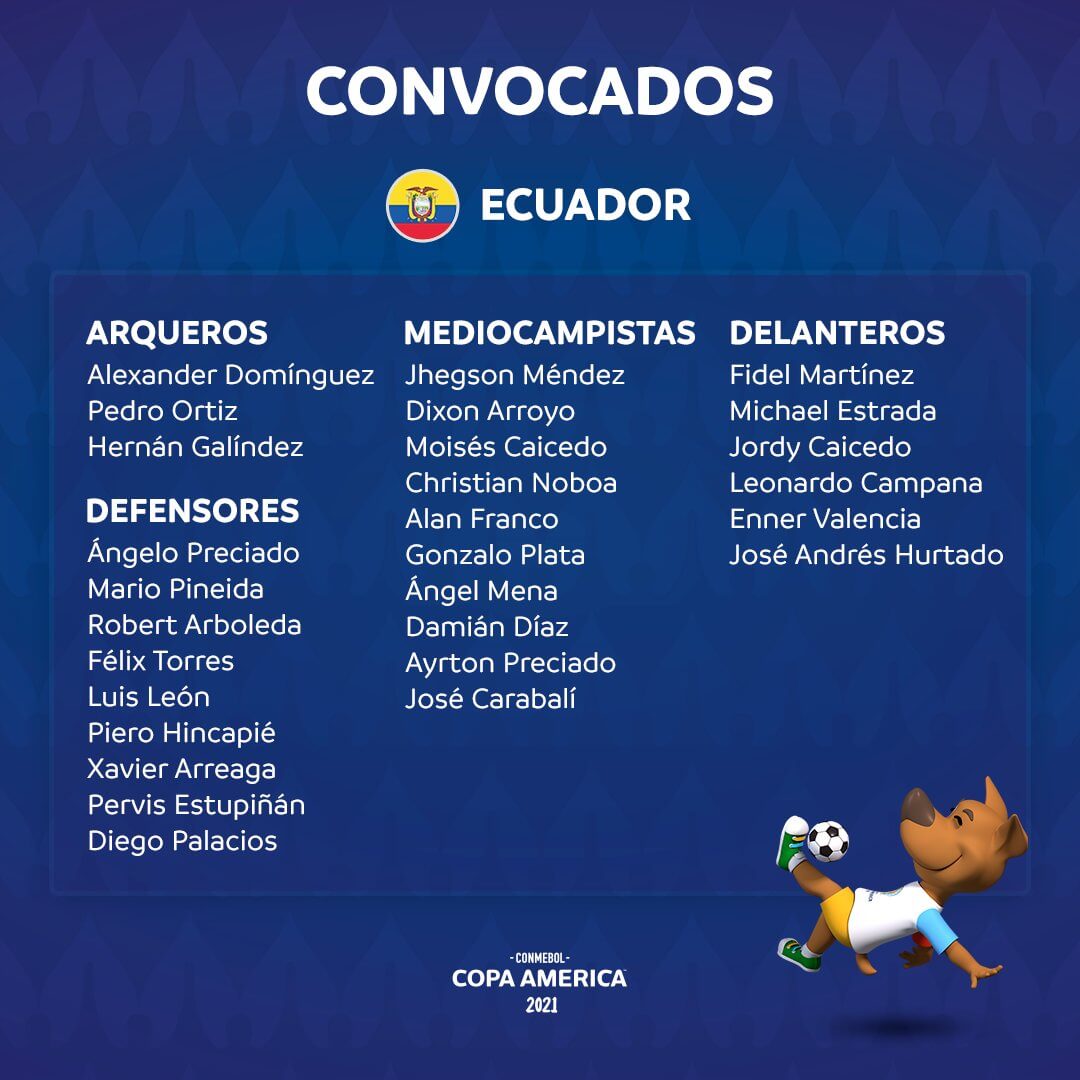 CONVOCADOS
ECUADOR
ARQUEROS
Alexander Domínguez
Pedro Ortiz
Hernán Galíndez
DEFENSORES
Ángelo Preciado
Mario Pineida
Robert Arboleda
Félix Torres
Luis León
Piero Hincapié
Xavier Arreaga
Pervis Estupiñán
Diego Palacios
MEDIOCAMPISTAS
Jhegson Méndez
Dixon Arroyo
Moisés Caicedo
Christian Noboa
Alan Franco
Gonzalo Plata
Ángel Mena
Damián Díaz
Ayrton Preciado
José Carabalí
DELANTEROS
Fidel Martínez
Michael Estrada
Jordy Caicedo
Leonardo Campana
Enner Valencia
José Andrés Hurtado
- CONMEBOL -
COPA AMERICA
2021